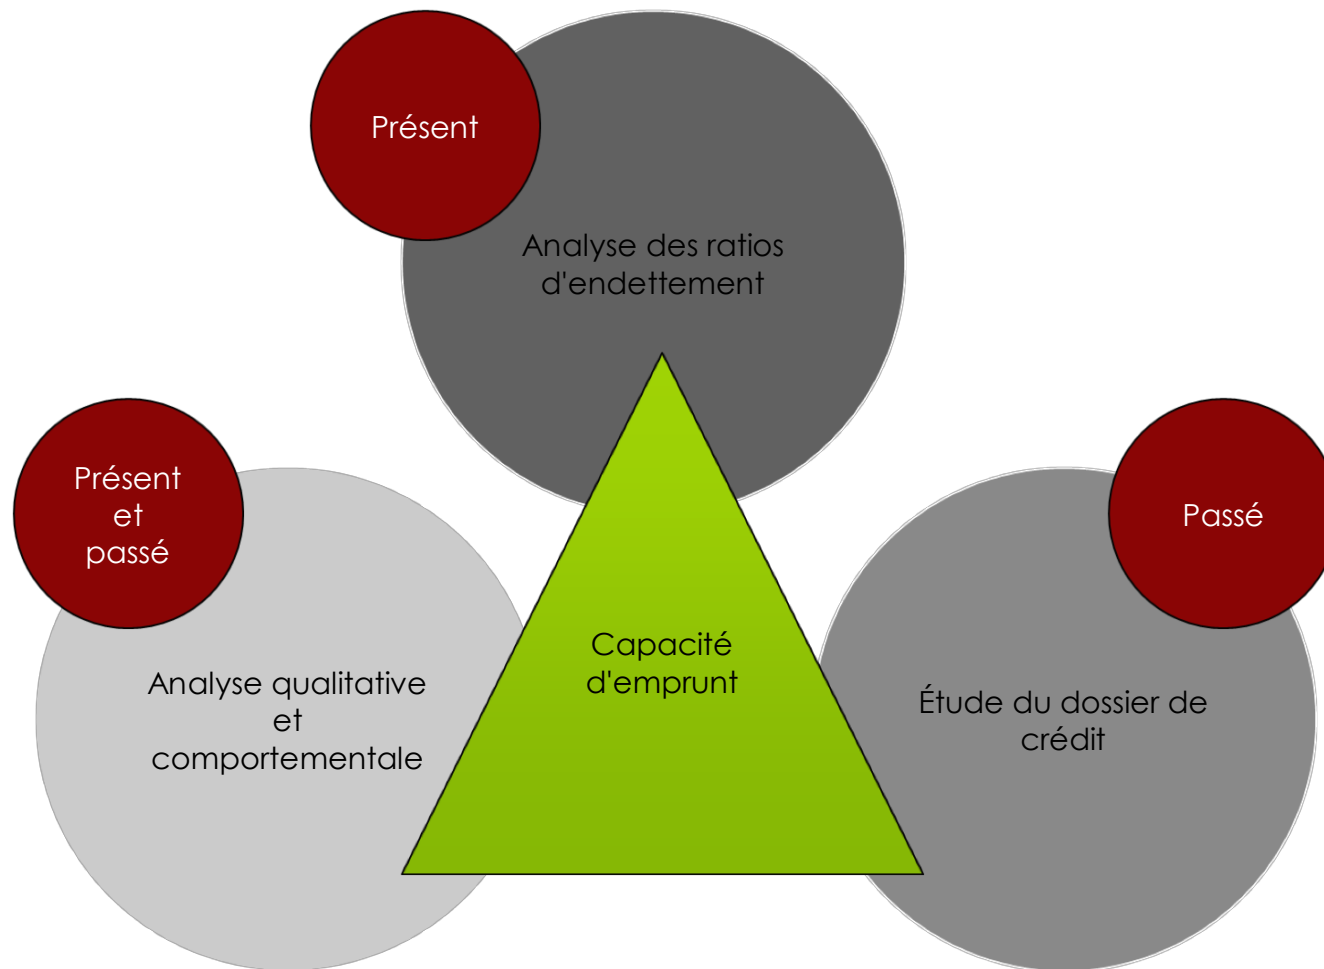 Présent
Analyse des ratios
d'endettement
Présent
et
passé
Passé
Capacité
d'emprunt
Analyse qualitative
et
comportementale
Étude du dossier de
crédit